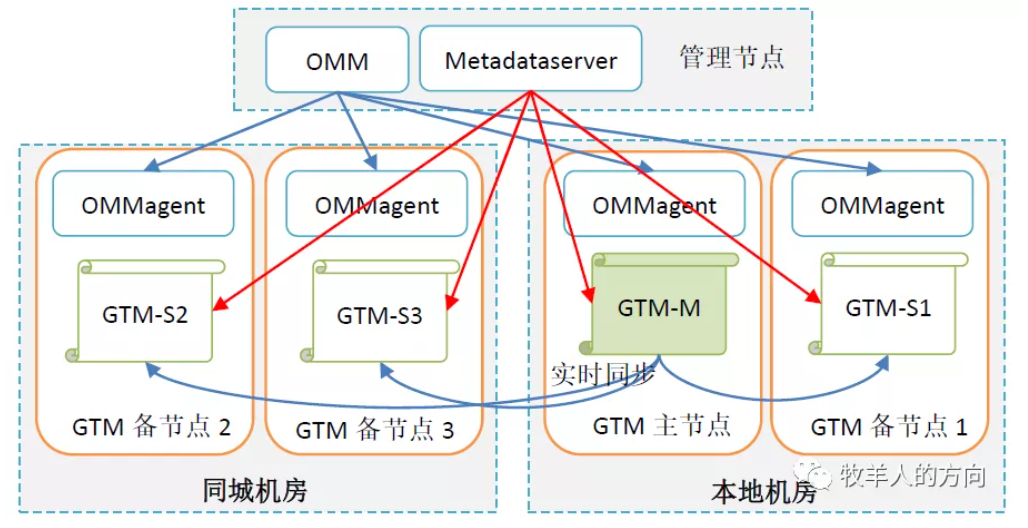 OMM
Metadataserver
管理节点
OMMagent
OMMagent
OMMagent
OMMagent
GTM-S2
GTM-S3
GTM-M
GTM-S1
实时同步
GTM 备节点 2
GTM 备节点 3
GTM 主节点
GTM 备节点 1
同城机房
本地机房
牧羊人的方向